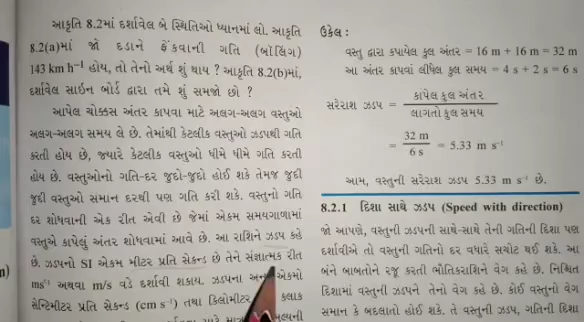 આકૃતિ 8.2માં દર્શાવેલ બે સ્થિતિઓ ધ્યાનમાં લો. આકૃતિ
8.2(a)માં જો દડાને ફેંકવાની ગતિ (બૉલિંગ)
143 km h⁻¹ હોય, તો તેનો અર્થ શું થાય ? આકૃતિ 8.2(b)માં,
દર્શાવેલ સાઇન બોર્ડ દ્વારા તમે શું સમજો છો ?
આપેલ ચોક્કસ અંતર કાપવા માટે અલગ-અલગ વસ્તુઓ
અલગ-અલગ સમય લે છે. તેમાંથી કેટલીક વસ્તુઓ ઝડપથી ગતિ
કરતી હોય છે, જ્યારે કેટલીક વસ્તુઓ ધીમે ધીમે ગતિ કરતી
હોય છે. વસ્તુઓનો ગતિ-દર જુદો-જુદો હોઈ શકે તેમજ જુદી
જુદી વસ્તુઓ સમાન દરથી પણ ગતિ કરી શકે. વસ્તુનો ગતિ
દર શોધવાની એક રીત એવી છે જેમાં એકમ સમયગાળામાં
વસ્તુએ કાપેલું અંતર શોધવામાં આવે છે. આ રાશિને ઝડપ કહે
છે. ઝડપનો SI એકમ મીટર પ્રતિ સેકન્ડ છે તેને સંજ્ઞાત્મક રીતે
ms⁻¹ અથવા m/s વડે દર્શાવી શકાય. ઝડપના અન્ય એકમો
સેન્ટિમીટર પ્રતિ સેકન્ડ (cm s⁻¹) તથા કિલોમીટર કલાક
ઉકેલ :
વસ્તુ દ્વારા કપાયેલ કુલ અંતર = 16 m + 16 m = 32 m
આ અંતર કાપવાં લીધેલ કુલ સમય = 4 s + 2 s = 6 s
સરેરાશ ઝડપ = કાપેલ કુલ અંતર
લાગતો કુલ સમય
= 32 m
6 s = 5.33 m s⁻¹
આમ, વસ્તુની સરેરાશ ઝડપ 5.33 m s⁻¹ છે.
8.2.1 દિશા સાથે ઝડપ (Speed with direction)
જો આપણે, વસ્તુની ઝડપની સાથે-સાથે તેની ગતિની દિશા પણ
દર્શાવીએ તો વસ્તુની ગતિનો દર વધારે સચોટ થઈ શકે. આ
બંને બાબતોને રજૂ કરતી ભૌતિકરાશિને વેગ કહે છે. નિશ્ચિત
દિશામાં વસ્તુની ઝડપને તેનો વેગ કહે છે. કોઈ વસ્તુનો વેગ
સમાન કે બદલાતો હોઈ શકે. તે વસ્તુની ઝડપ, ગતિની દિશા